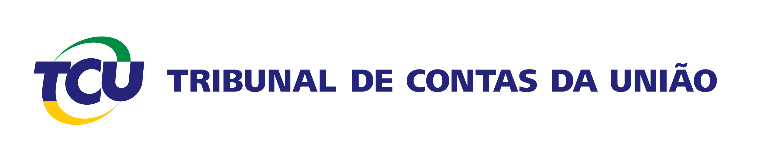 TCU TRIBUNAL DE CONTAS DA UNIÃO